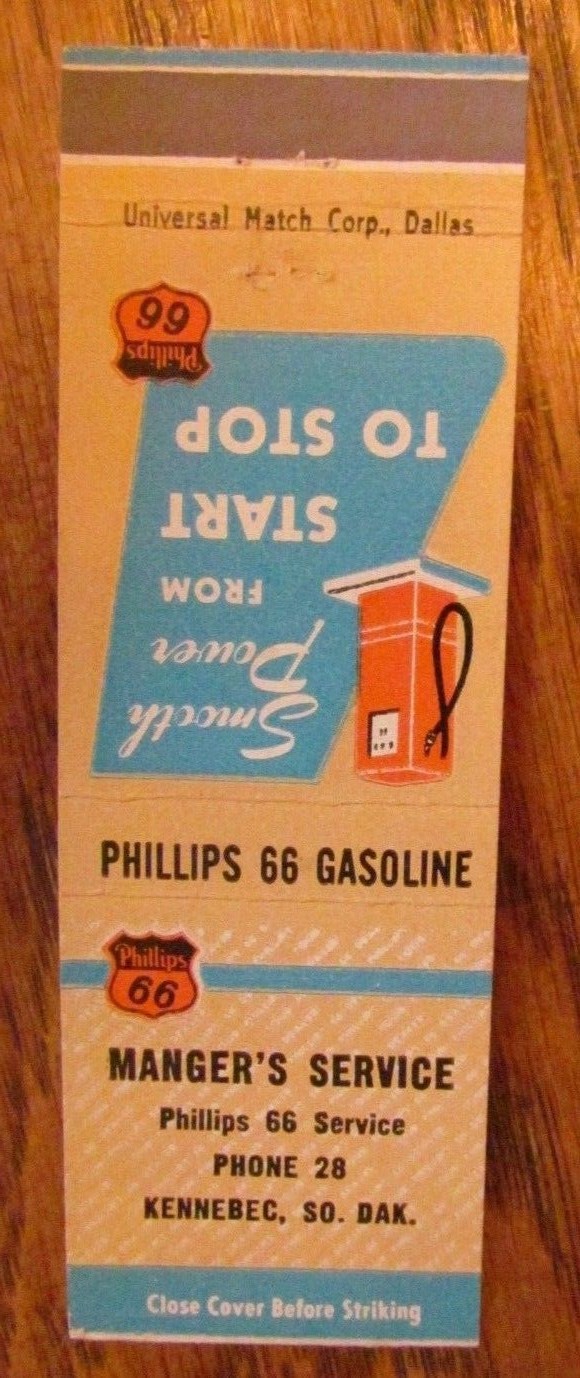 Universal Match Corp., Dallas
Smooth
Power
FROM
START
TO STOP
Phillips
66
PHILLIPS 66 GASOLINE
Phillips
66
MANGER'S SERVICE
Phillips 66 Service
PHONE 28
KENNEBEC, SO. DAK.
Close Cover Before Striking